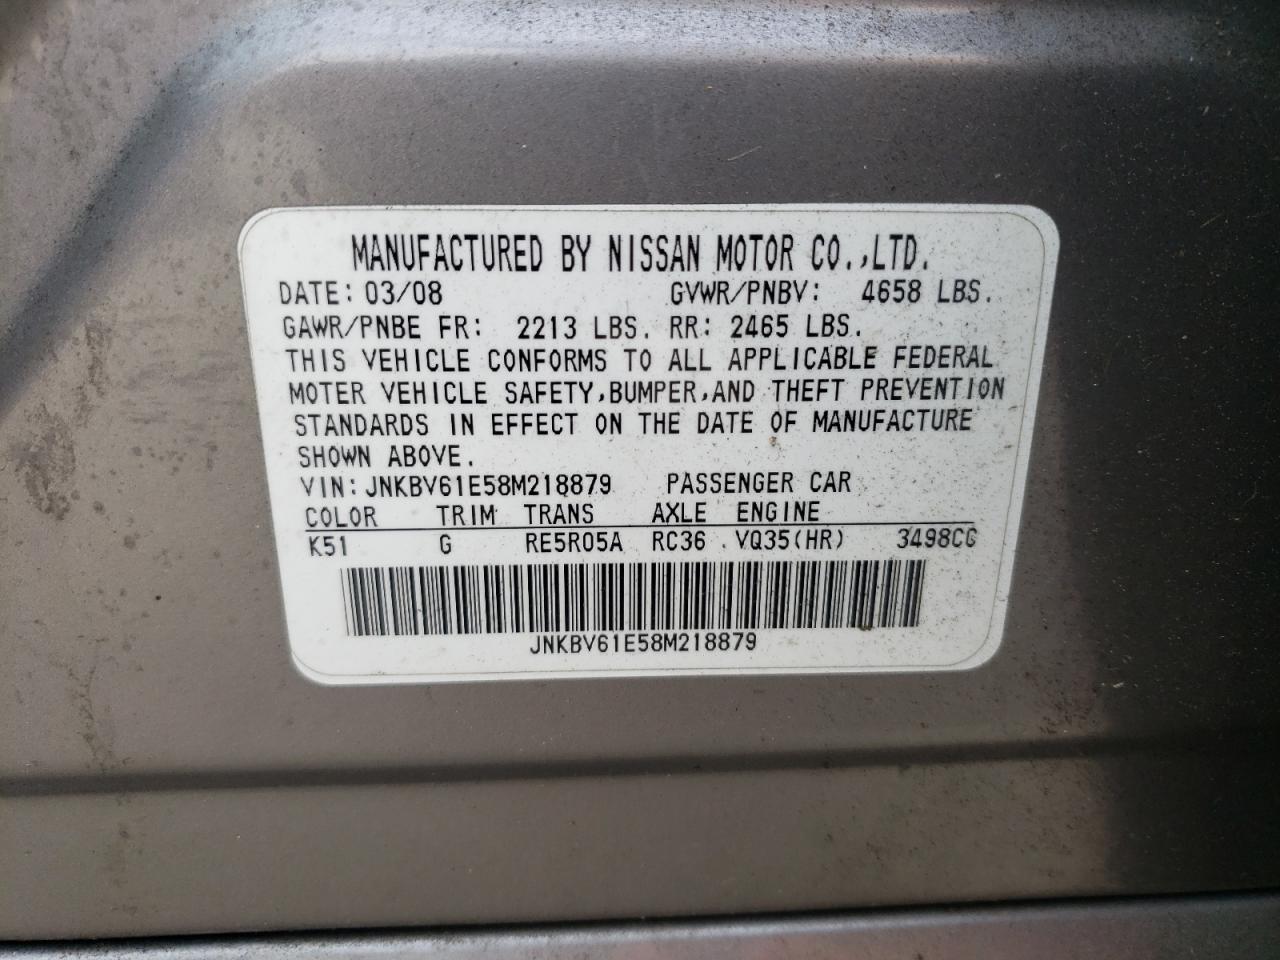 MANUFACTURED BY NISSAN MOTOR CO.,LTD.
DATE: 03/08 GVWR/PNBV: 4658 LBS.
GAWR/PNBE FR: 2213 LBS. RR: 2465 LBS.
THIS VEHICLE CONFORMS TO ALL APPLICABLE FEDERAL
MOTER VEHICLE SAFETY,BUMPER,AND THEFT PREVENTION
STANDARDS IN EFFECT ON THE DATE OF MANUFACTURE
SHOWN ABOVE.
VIN: JNKBV61E58M218879 PASSENGER CAR
COLOR TRIM TRANS AXLE ENGINE
K51 G RE5R05A RC36 VQ35(HR) 3498CC
JNKBV61E58M218879